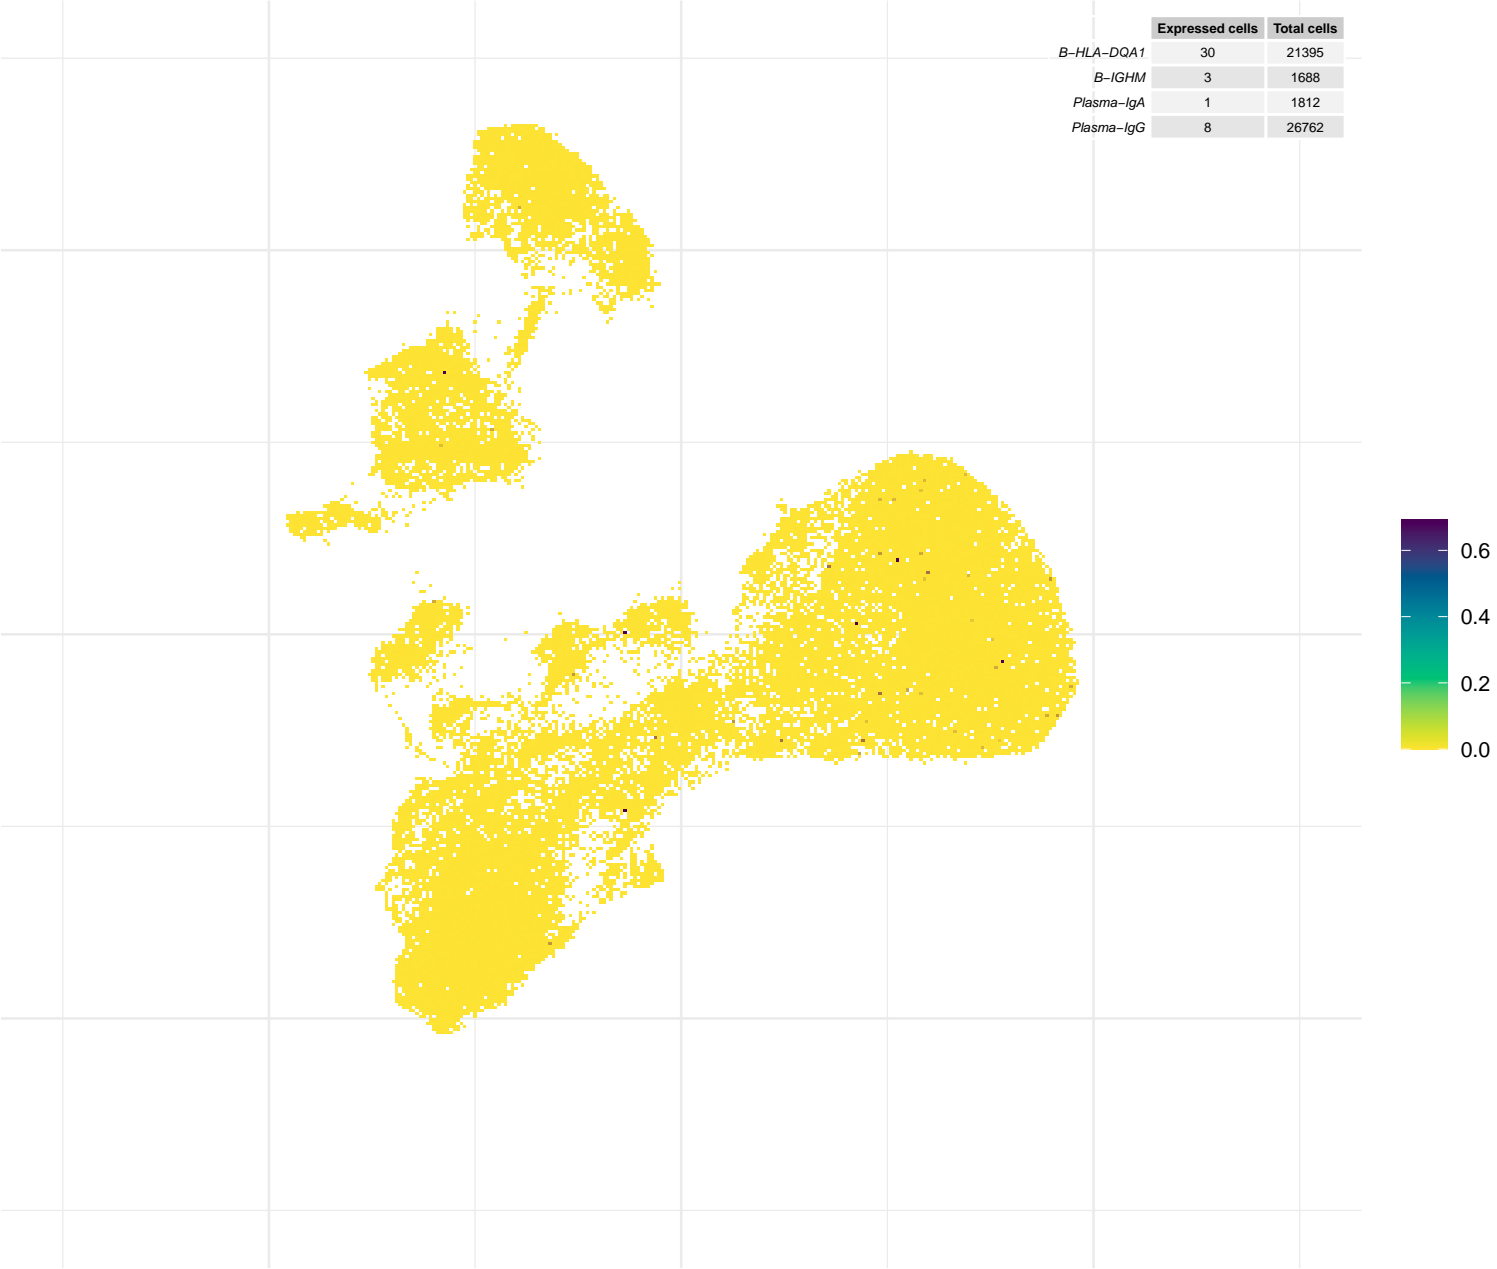 Expressed cells Total cells
B−HLA−DQA1 30 21395
B−IGHM 3 1688
Plasma−IgA 1 1812
Plasma−IgG 8 26762
0.6
0.4
0.2
0.0